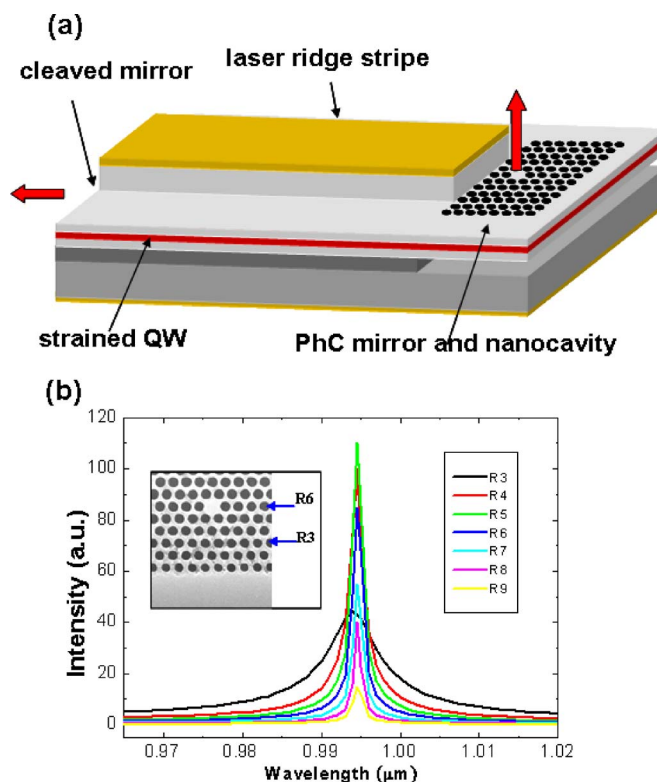 (a)
laser ridge stripe
cleaved mirror
strained QW
PhC mirror and nanocavity
(b)
Intensity (a.u.)
120
100
80
60
40
20
0
R6
R3
R3
R4
R5
R6
R7
R8
R9
0.97 0.98 0.99 1.00 1.01 1.02
Wavelength (μm)